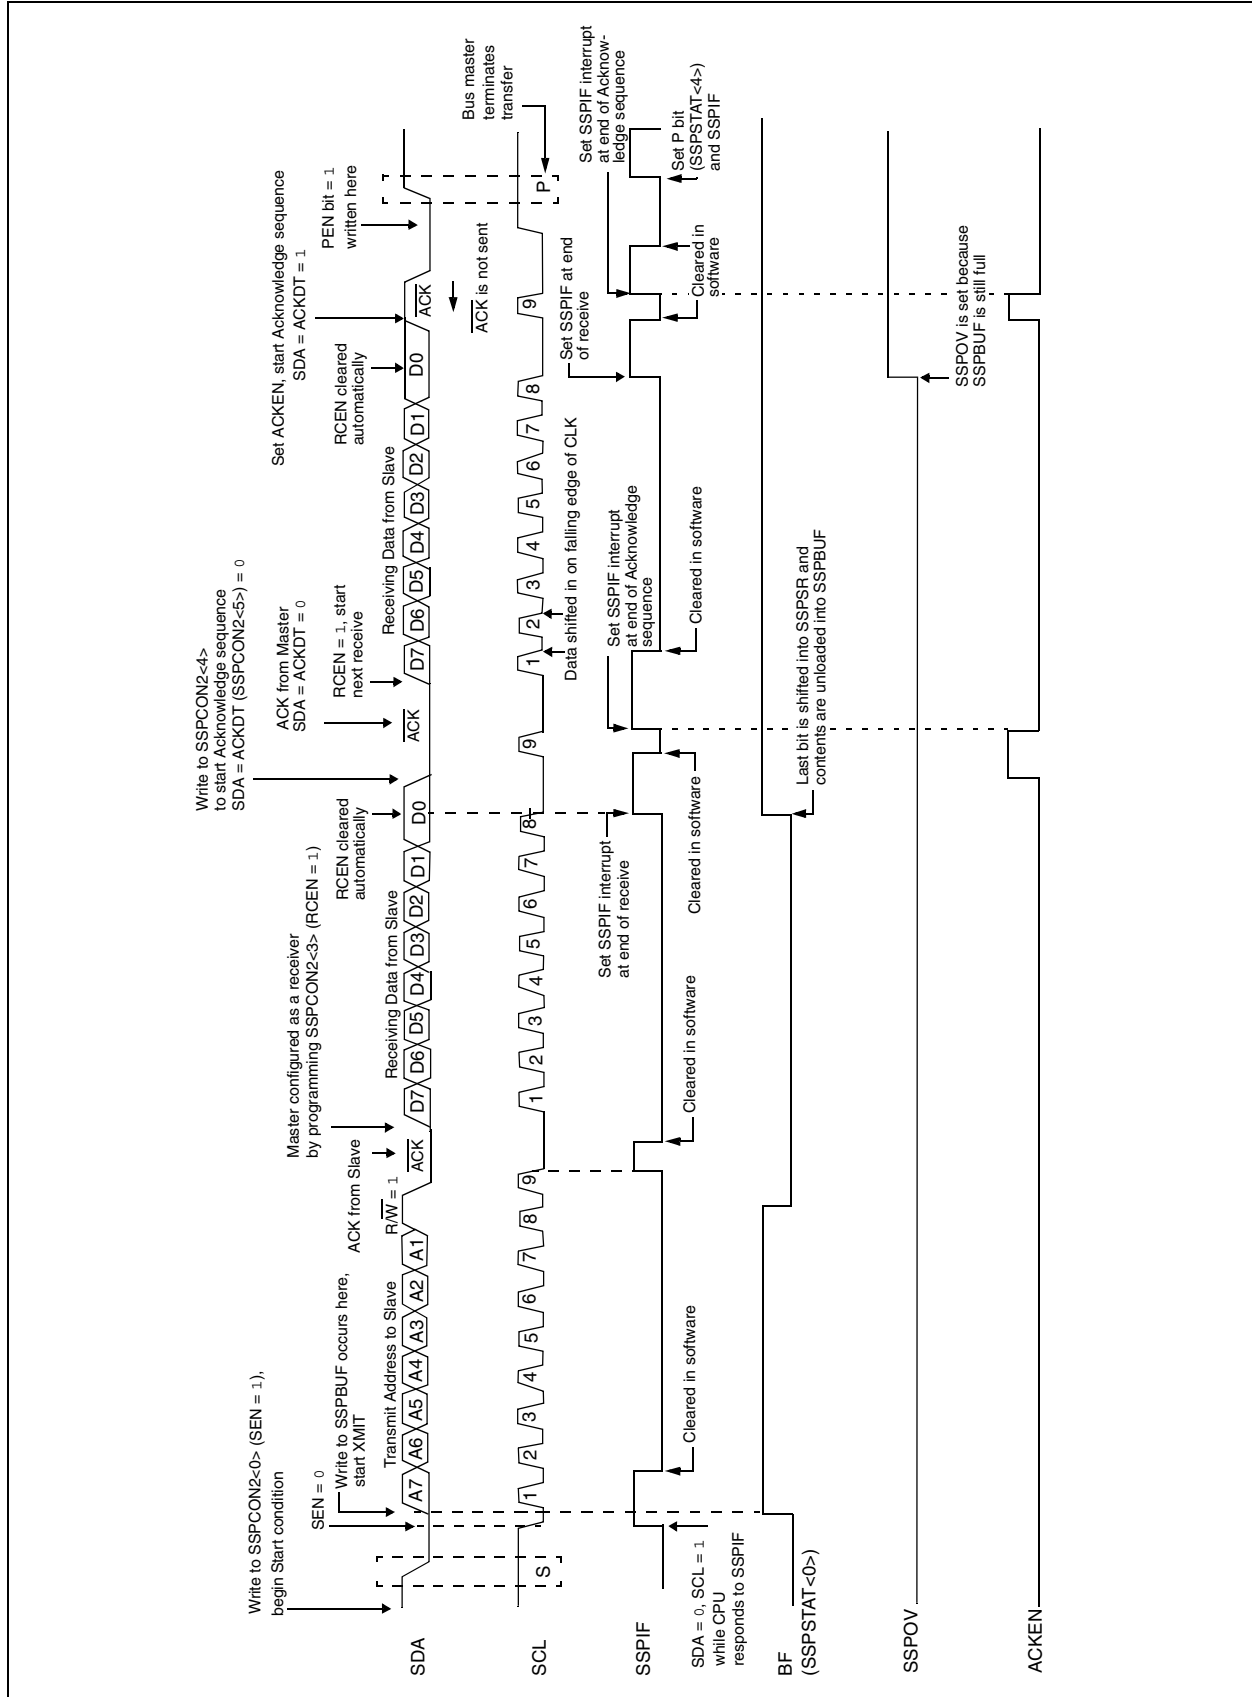 Write to SSPCON2<0> (SEN = 1),
begin Start condition
SEN = 0
Write to SSPBUF occurs here,
start XMIT
Transmit Address to Slave
R/W = 1
ACK from Slave
Master configured as a receiver
by programming SSPCON2<3> (RCEN = 1)
Receiving Data from Slave
RCEN cleared
automatically
Write to SSPCON2<4>
to start Acknowledge sequence
SDA = ACKDT (SSPCON2<5>) = 0
ACK from Master
SDA = ACKDT = 0
RCEN = 1, start
next receive
Receiving Data from Slave
RCEN cleared
automatically
Set ACKEN, start Acknowledge sequence
SDA = ACKDT = 1
PEN bit = 1
written here
SDA
A7 A6 A5 A4 A3 A2 A1 ACK D7 D6 D5 D4 D3 D2 D1 D0 ACK D7 D6 D5 D4 D3 D2 D1 D0 ACK
ACK is not sent
Bus master
terminates
transfer
SCL
S 1 2 3 4 5 6 7 8 9 1 2 3 4 5 6 7 8 9 1 2 3 4 5 6 7 8 9 P
Data shifted in on falling edge of CLK
Set SSPIF interrupt
at end of receive
Set SSPIF interrupt
at end of Acknowledge
sequence
Set SSPIF at end
of receive
Set SSPIF interrupt
at end of Acknow-
ledge sequence
SSPIF
SDA = 0, SCL = 1
while CPU
responds to SSPIF
Cleared in software
Cleared in software
Cleared in software
Cleared in software
Cleared in
software
Set P bit
(SSPSTAT<4>)
and SSPIF
BF
(SSPSTAT<0>)
Last bit is shifted into SSPSR and
contents are unloaded into SSPBUF
SSPOV
SSPOV is set because
SSPBUF is still full
ACKEN